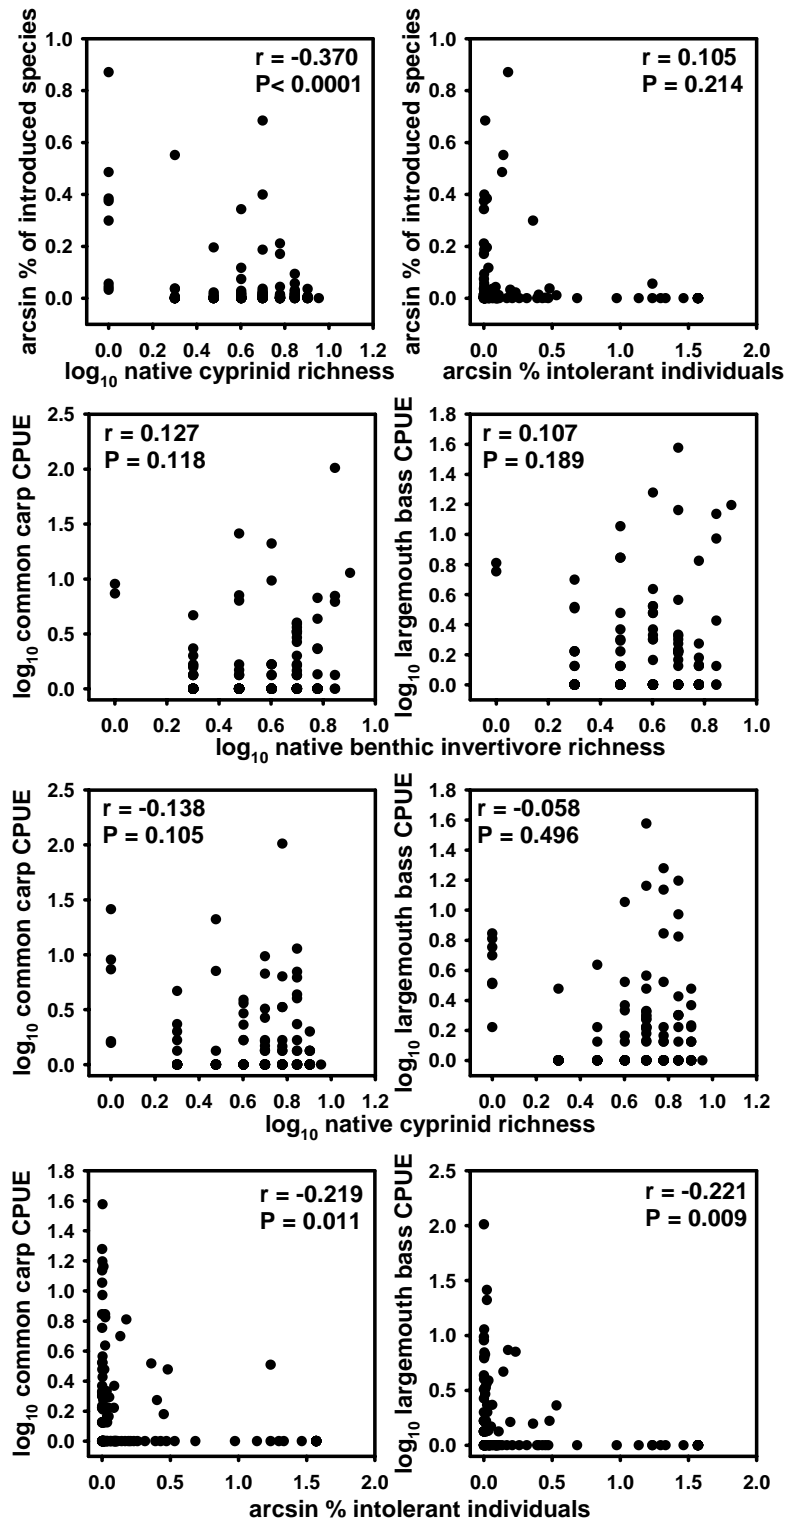 r = -0.370
P< 0.0001
arcsin % of introduced species
1.0
0.8
0.6
0.4
0.2
0.0
0.0 0.2 0.4 0.6 0.8 1.0 1.2
log10 native cyprinid richness
r = 0.105
P = 0.214
arcsin % of introduced species
1.0
0.8
0.6
0.4
0.2
0.0
0.0 0.5 1.0 1.5 2.0
arcsin % intolerant individuals
r = 0.127
P = 0.118
log10 common carp CPUE
2.5
2.0
1.5
1.0
0.5
0.0
0.0 0.2 0.4 0.6 0.8 1.0
r = 0.107
P = 0.189
log10 largemouth bass CPUE
1.8
1.6
1.4
1.2
1.0
0.8
0.6
0.4
0.2
0.0
0.0 0.2 0.4 0.6 0.8 1.0
log10 native benthic invertivore richness
r = -0.138
P = 0.105
log10 common carp CPUE
2.5
2.0
1.5
1.0
0.5
0.0
0.0 0.2 0.4 0.6 0.8 1.0 1.2
r = -0.058
P = 0.496
log10 largemouth bass CPUE
1.8
1.6
1.4
1.2
1.0
0.8
0.6
0.4
0.2
0.0
0.0 0.2 0.4 0.6 0.8 1.0 1.2
log10 native cyprinid richness
r = -0.219
P = 0.011
log10 common carp CPUE
1.8
1.6
1.4
1.2
1.0
0.8
0.6
0.4
0.2
0.0
0.0 0.5 1.0 1.5 2.0
r = -0.221
P = 0.009
log10 largemouth bass CPUE
2.5
2.0
1.5
1.0
0.5
0.0
0.0 0.5 1.0 1.5 2.0
arcsin % intolerant individuals